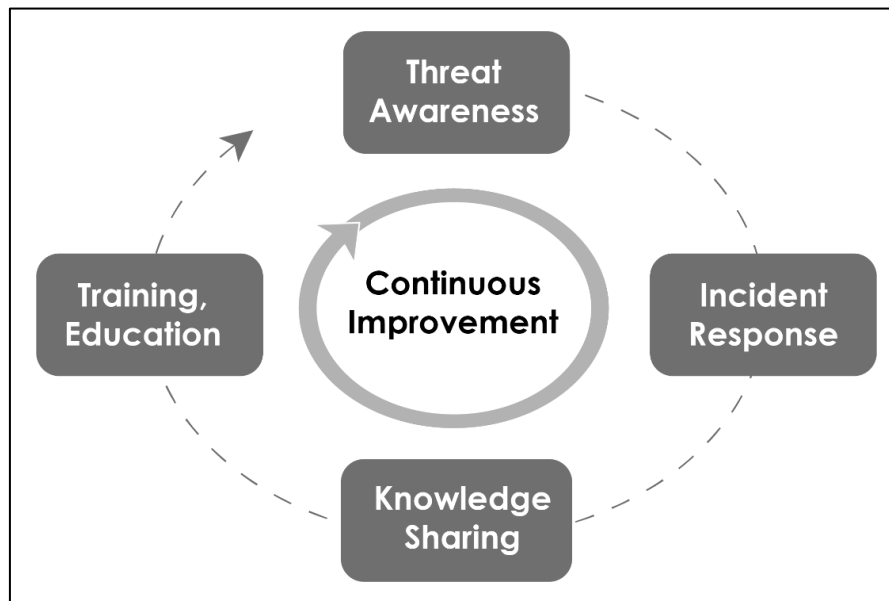 Threat
Awareness
Training,
Education
Continuous
Improvement
Incident
Response
Knowledge
Sharing